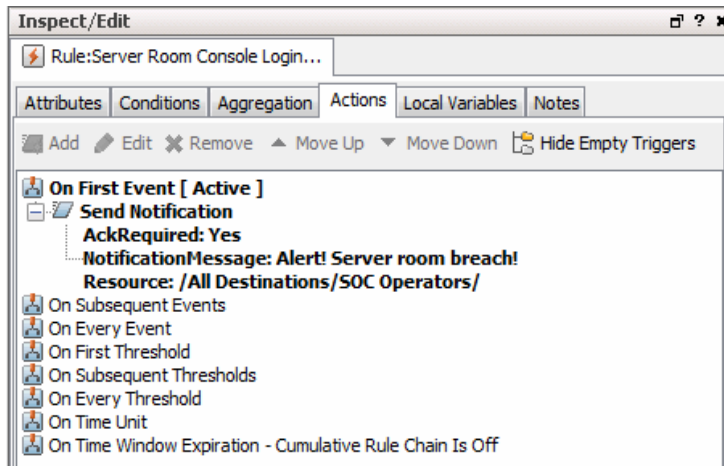 Inspect/Edit
Rule:Server Room Console Login...
Attributes Conditions Aggregation Actions Local Variables Notes
Add Edit Remove Move Up Move Down Hide Empty Triggers
On First Event [ Active ]
Send Notification
AckRequired: Yes
NotificationMessage: Alert! Server room breach!
Resource: /All Destinations/SOC Operators/
On Subsequent Events
On Every Event
On First Threshold
On Subsequent Thresholds
On Every Threshold
On Time Unit
On Time Window Expiration - Cumulative Rule Chain Is Off